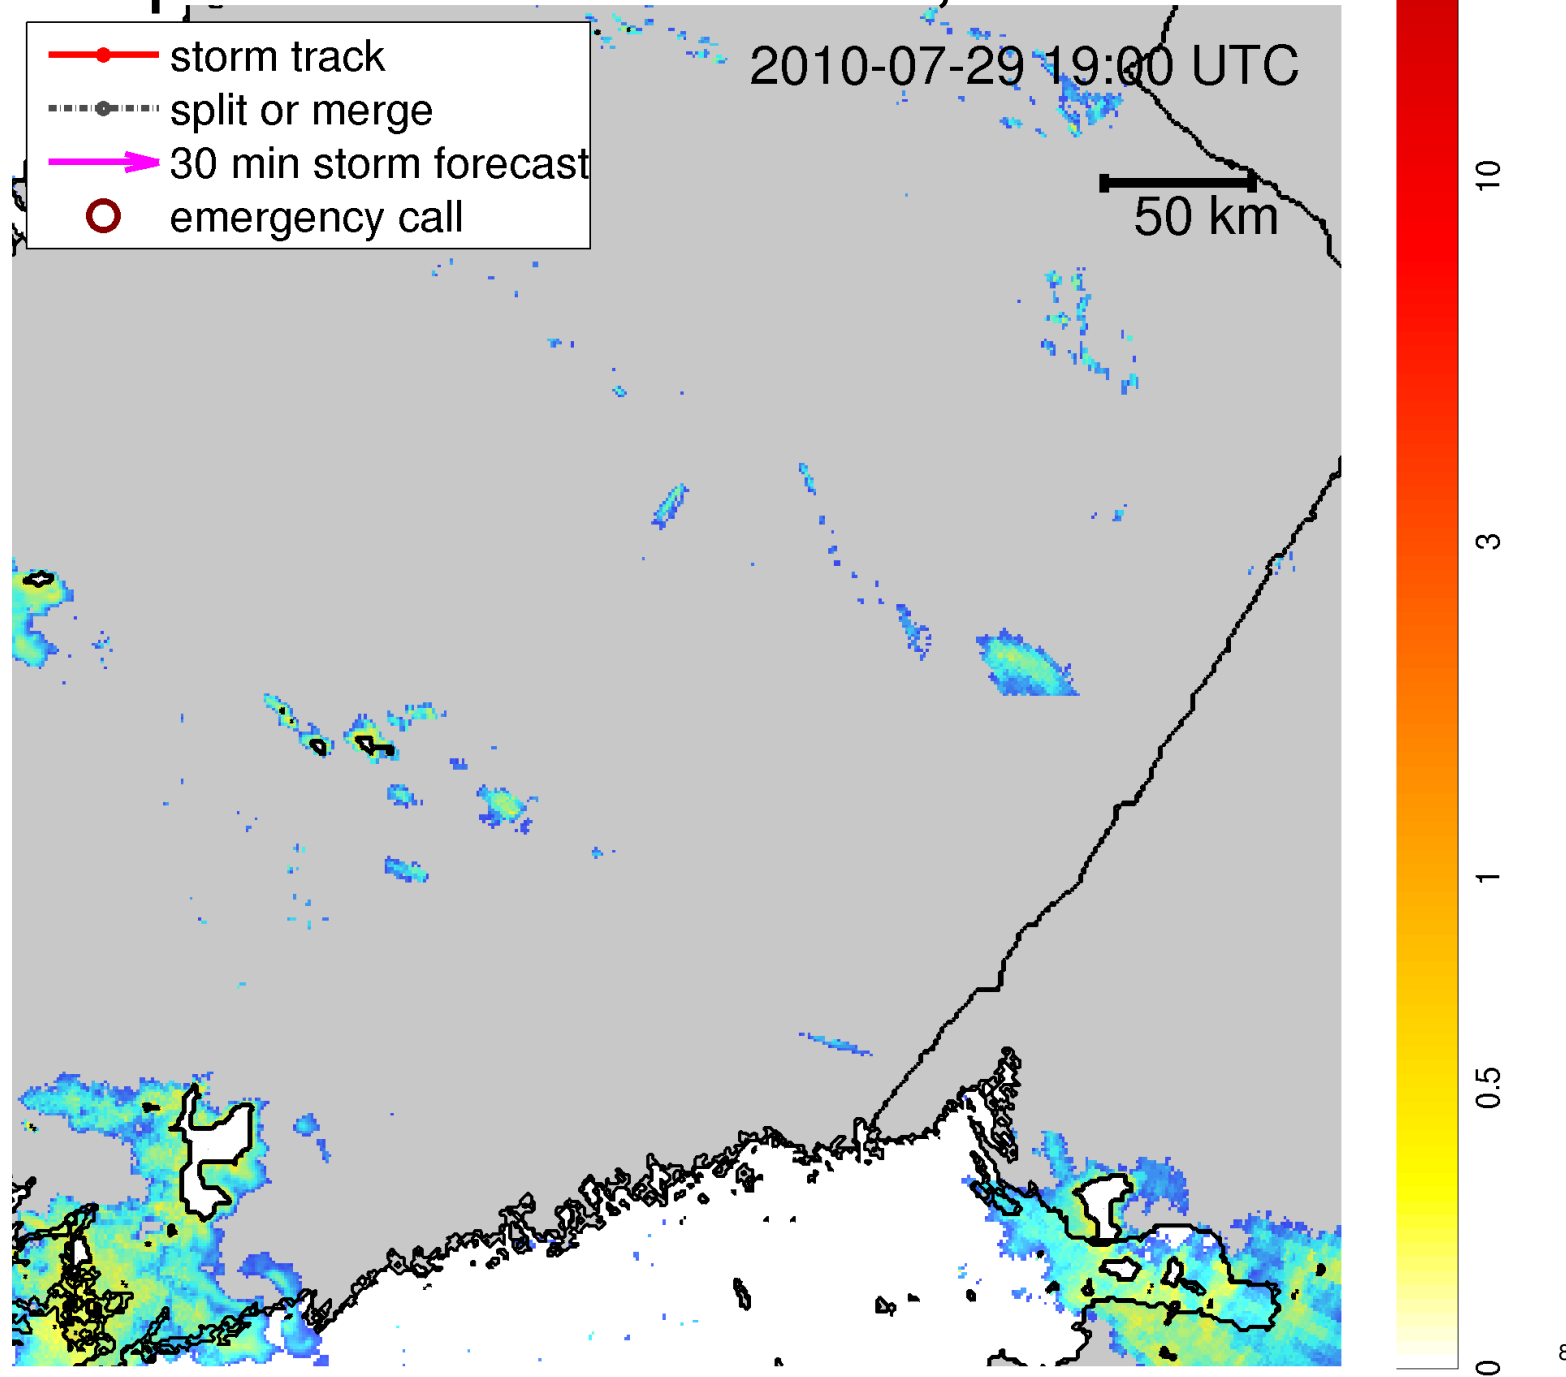 storm track
split or merge
30 min storm forecast
emergency call
2010-07-29 19:00 UTC
50 km
10
3
1
0.5
0